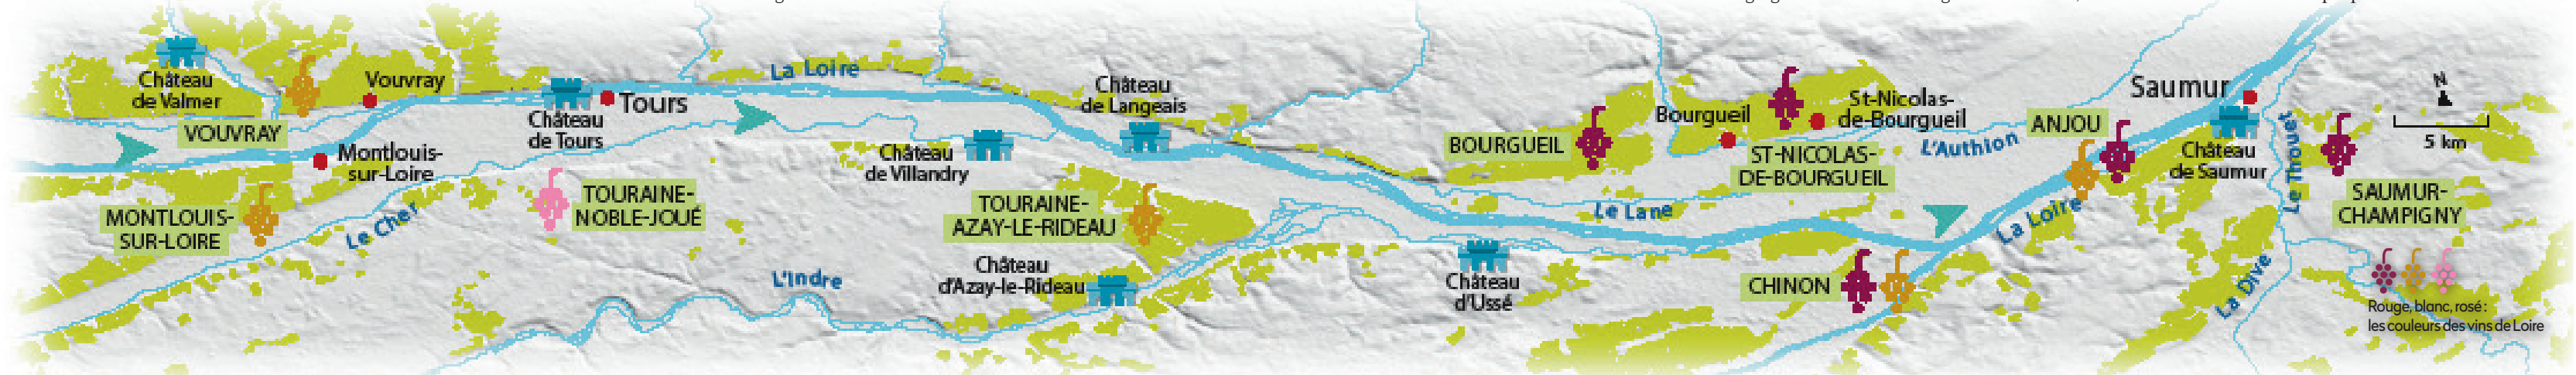 Château
de Valmer
Vouvray
VOUVRAY
Montlouis-
sur-Loire
MONTLOUIS-
SUR-LOIRE
Le Cher
Château
de Tours
Tours
TOURAINE-
NOBLE-JOUÉ
La Loire
L'Indre
Château
de Villandry
Château
de Langeais
TOURAINE-
AZAY-LE-RIDEAU
Château
d'Azay-le-Rideau
BOURGUEIL
Bourgueil
St-Nicolas-
de-Bourgueil
ST-NICOLAS-
DE-BOURGUEIL
L'Authion
Le Lane
Château
d'Ussé
CHINON
La Loire
ANJOU
Saumur
Château
de Saumur
Le Thouet
La Dive
SAUMUR-
CHAMPIGNY
N
5 km
Rouge, blanc, rosé :
les couleurs des vins de Loire